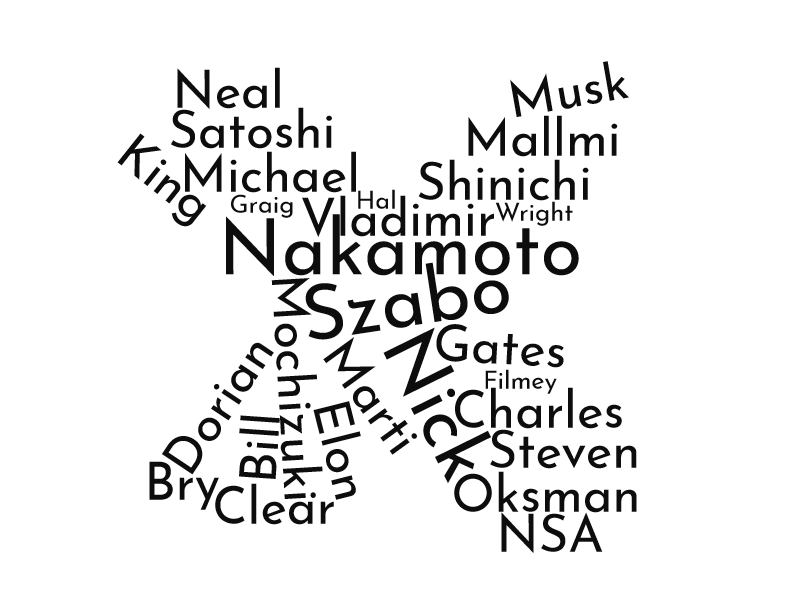 Neal
Musk
Satoshi
Mallmi
King
Michael
Shinichi
Graig
Hal
Vladimir
Wright
Nakamoto
Szabo
Mochizuki
Nick
Gates
Marti
Filmey
Dorian
Charles
Elon
Bill
Steven
Bry
Clear
Oksman
NSA